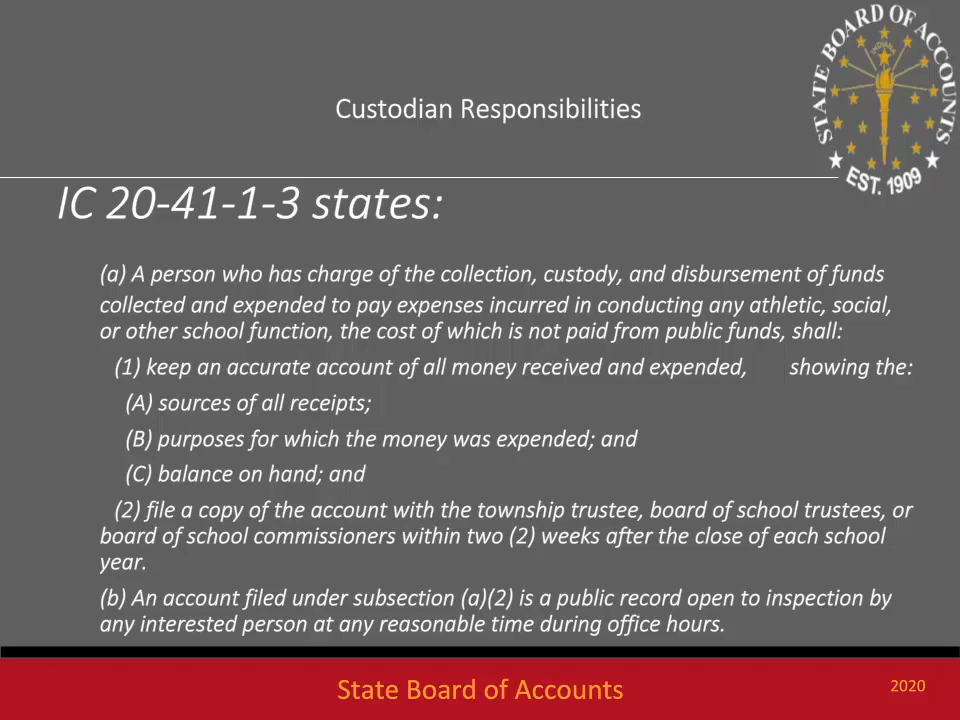 STATE BOARD OF ACCOUNTS
INDIANA
EST. 1909
Custodian Responsibilities
IC 20-41-1-3 states:
(a) A person who has charge of the collection, custody, and disbursement of funds
collected and expended to pay expenses incurred in conducting any athletic, social,
or other school function, the cost of which is not paid from public funds, shall:
(1) keep an accurate account of all money received and expended, showing the:
(A) sources of all receipts;
(B) purposes for which the money was expended; and
(C) balance on hand; and
(2) file a copy of the account with the township trustee, board of school trustees, or
board of school commissioners within two (2) weeks after the close of each school
year.
(b) An account filed under subsection (a)(2) is a public record open to inspection by
any interested person at any reasonable time during office hours.
State Board of Accounts
2020